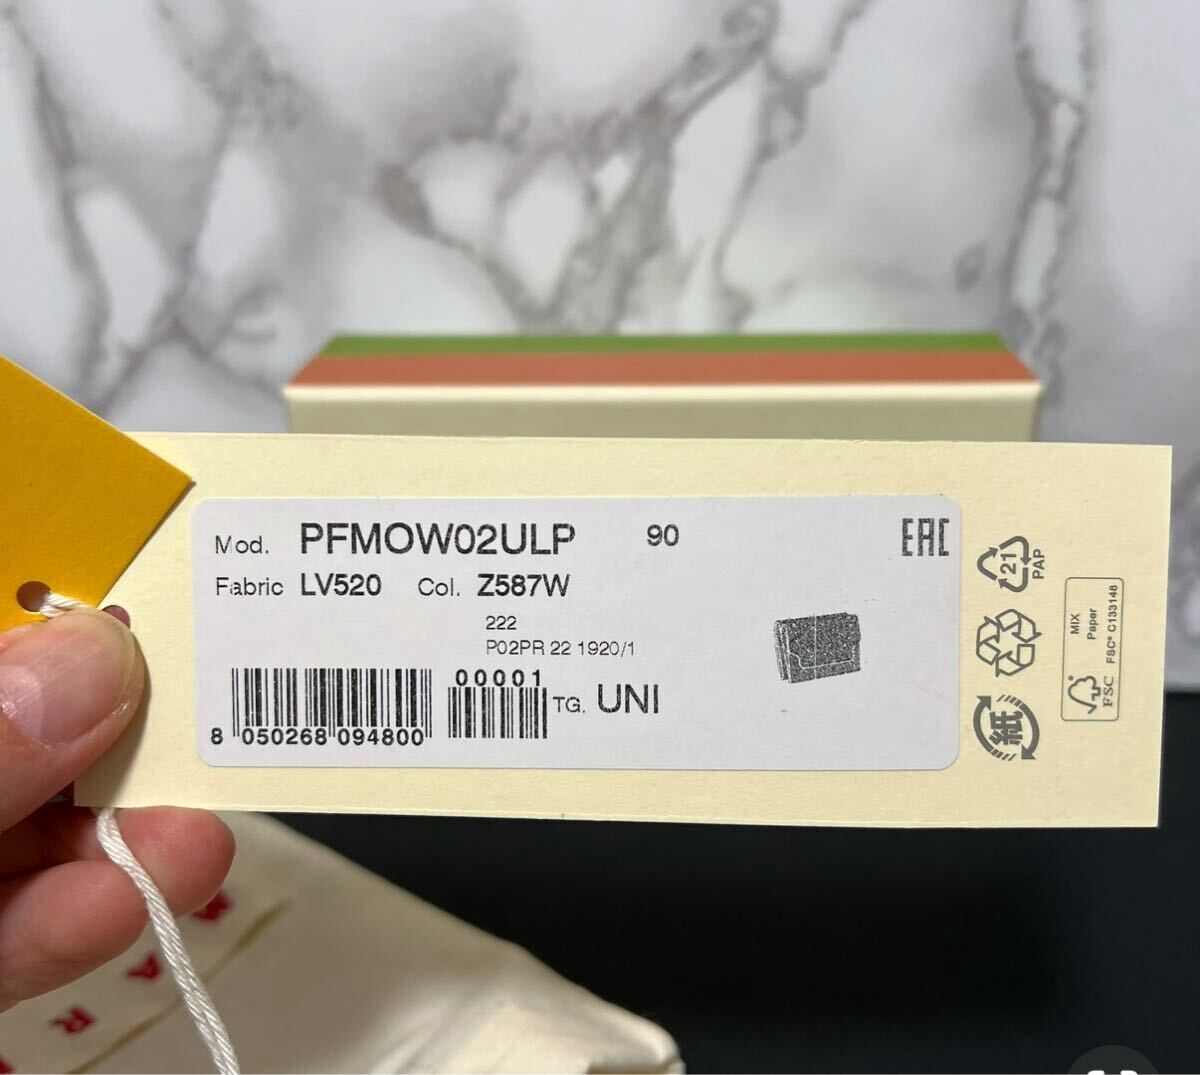 Mod. PFMOW02ULP 90 EAC
Fabric LV520 Col. Z587W
222
P02PR 22 1920/1
00001
TG. UNI
8 050268 094800
21
PAP
紙
MIX
Paper
FSC® C133148
FSC
M
A
R